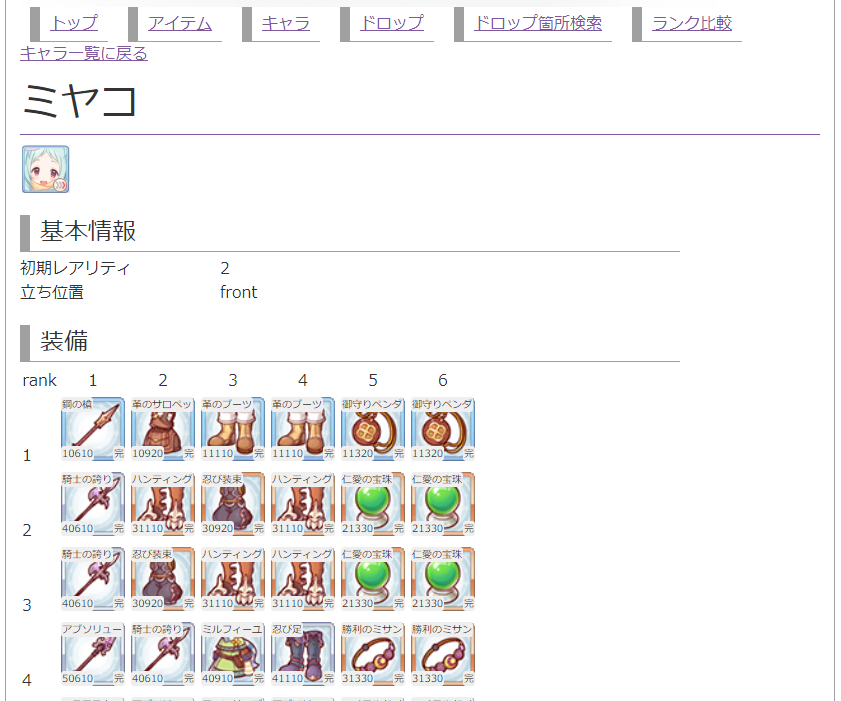 トップ アイテム キャラ ドロップ ドロップ箇所検索 ランク比較
キャラ一覧に戻る
ミヤコ
基本情報
初期レアリティ 2
立ち位置 front
装備
rank 1 2 3 4 5 6
鋼の槍 革のサロペッ 革のブーツ 革のブーツ 御守りペンダ 御守りペンダ
10610 完 10920 完 11110 完 11110 完 11320 完 11320 完
1
騎士の誇り ハンティング 忍び装束 ハンティング 仁愛の宝珠 仁愛の宝珠
40610 完 31110 完 30920 完 31110 完 21330 完 21330 完
2
騎士の誇り 忍び装束 ハンティング ハンティング 仁愛の宝珠 仁愛の宝珠
40610 完 30920 完 31110 完 31110 完 21330 完 21330 完
3
アブソリュー 騎士の誇り ミルフィーユ 忍び足 勝利のミサン 勝利のミサン
50610 完 40610 完 40910 完 41110 完 31330 完 31330 完
4